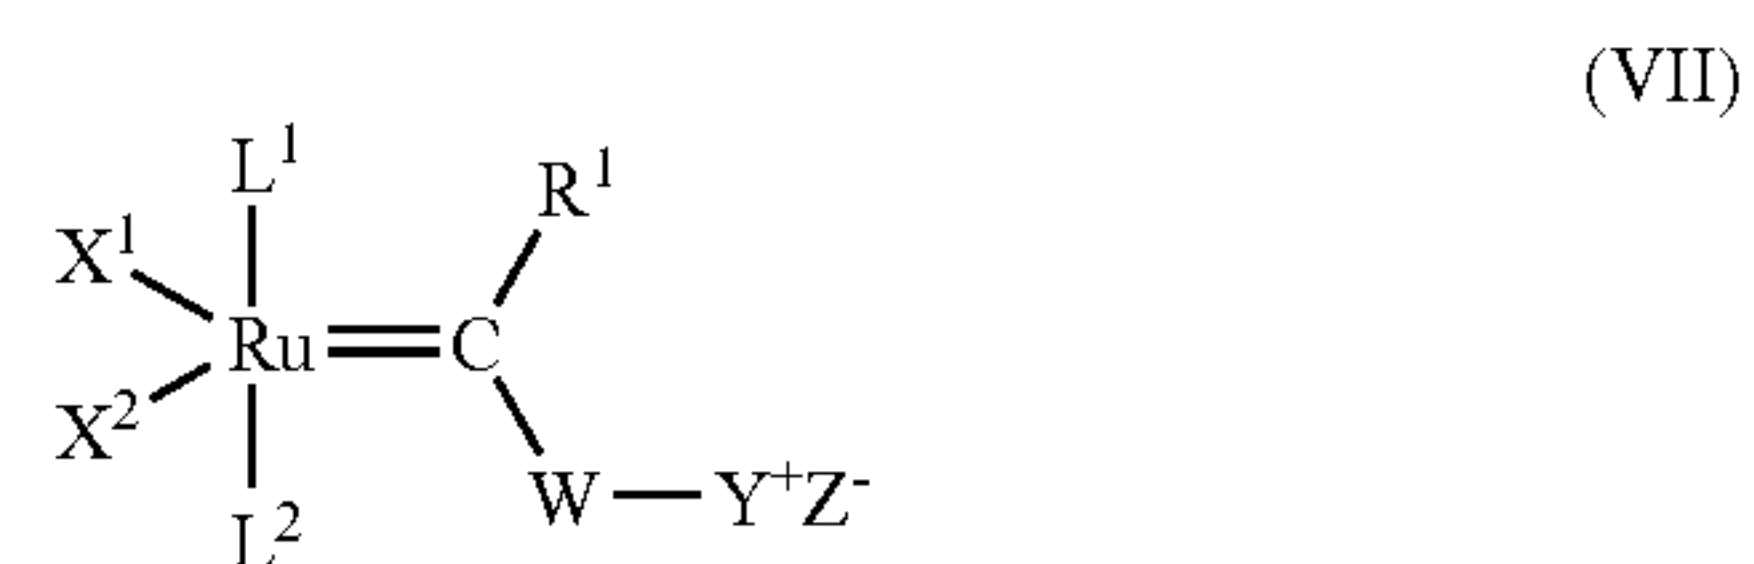 (VII)
L¹
R¹
X¹
Ru=C
X²
W—Y⁺Z⁻
L²